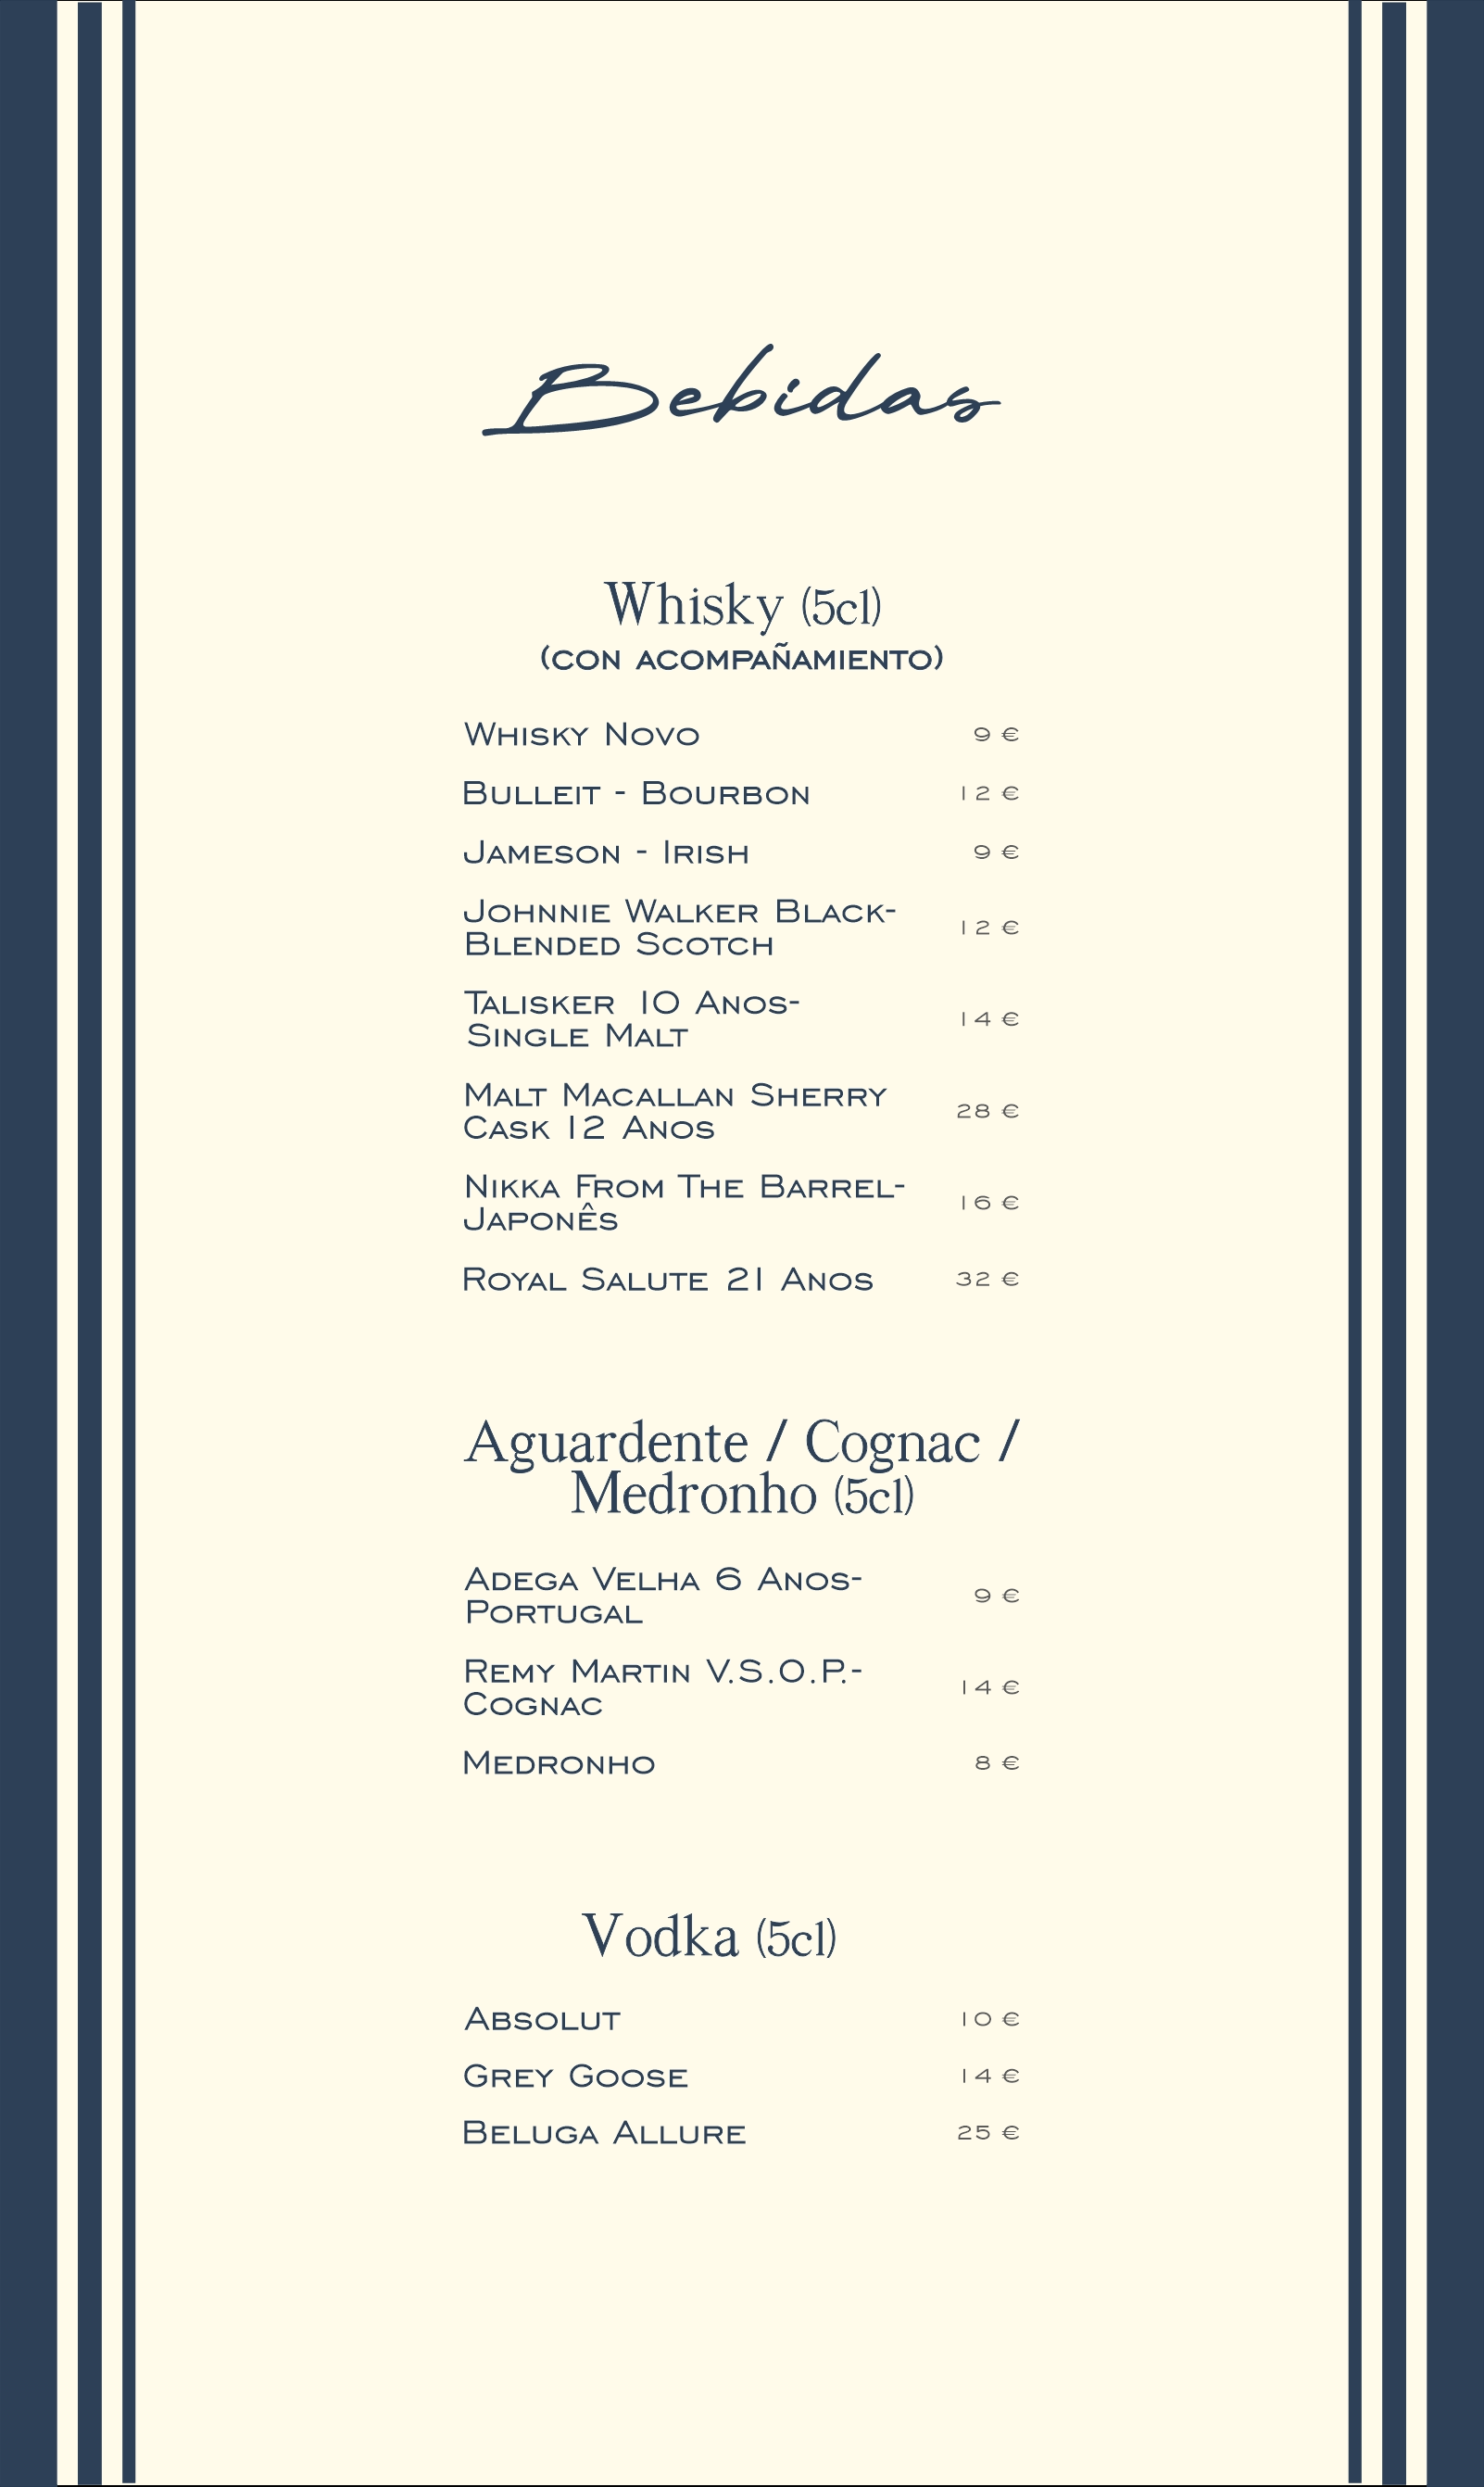 Bebidas
Whisky (5cl)
(CON ACOMPAÑAMIENTO)
Whisky Novo 9 €
Bulleit - Bourbon 12 €
Jameson - Irish 9 €
Johnnie Walker Black-
Blended Scotch 12 €
Talisker 10 Anos-
Single Malt 14 €
Malt Macallan Sherry
Cask 12 Anos 28 €
Nikka From The Barrel-
Japonês 16 €
Royal Salute 21 Anos 32 €
Aguardente / Cognac /
Medronho (5cl)
Adega Velha 6 Anos-
Portugal 9 €
Remy Martin V.S.O.P.-
Cognac 14 €
Medronho 8 €
Vodka (5cl)
Absolut 10 €
Grey Goose 14 €
Beluga Allure 25 €